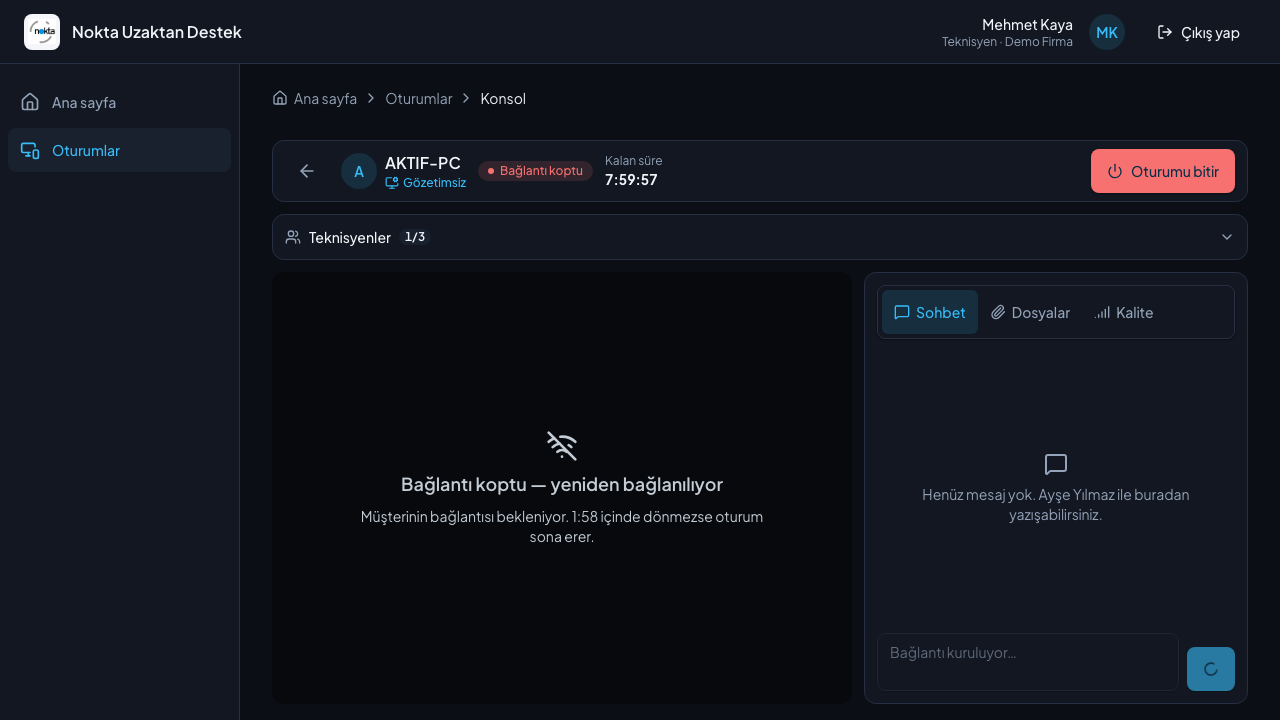 nokta
Nokta Uzaktan Destek
Mehmet Kaya
Teknisyen · Demo Firma
MK
Çıkış yap
Ana sayfa
Oturumlar
Ana sayfa
Oturumlar
Konsol
A
AKTIF-PC
Gözetimsiz
Bağlantı koptu
Kalan süre
7:59:57
Oturumu bitir
Teknisyenler 1/3
Bağlantı koptu — yeniden bağlanılıyor
Müşterinin bağlantısı bekleniyor. 1:58 içinde dönmezse oturum
sona erer.
Sohbet
Dosyalar
Kalite
Henüz mesaj yok. Ayşe Yılmaz ile buradan
yazışabilirsiniz.
Bağlantı kuruluyor…